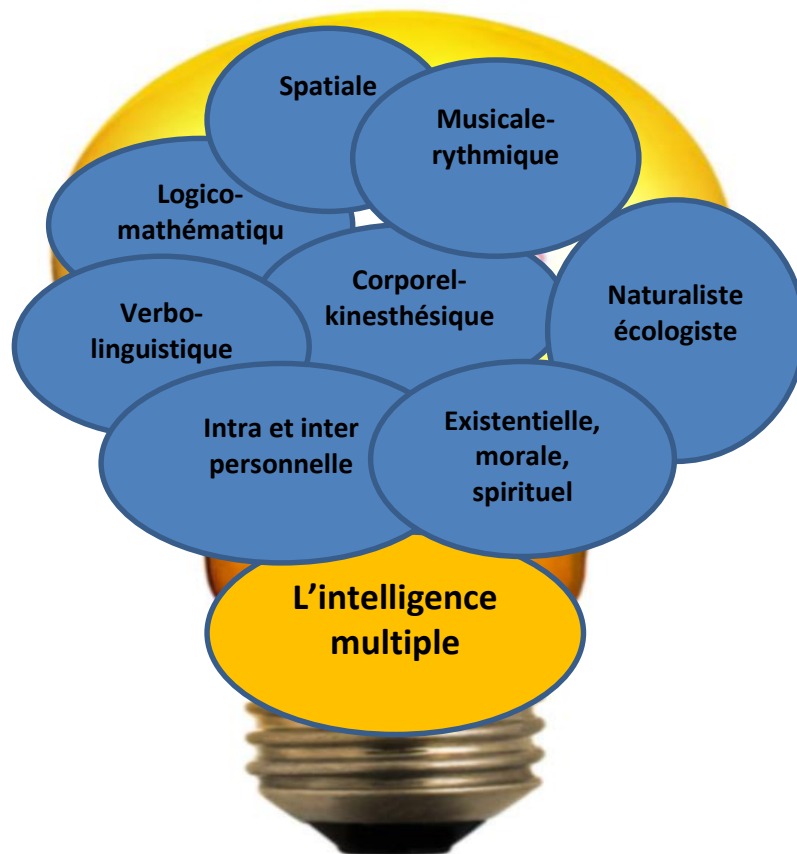 Spatiale
Musicale-
rythmique
Logico-
mathématiqu
Corporel-
kinesthésique
Naturaliste
écologiste
Verbo-
linguistique
Intra et inter
personnelle
Existentielle,
morale,
spirituel
L’intelligence
multiple